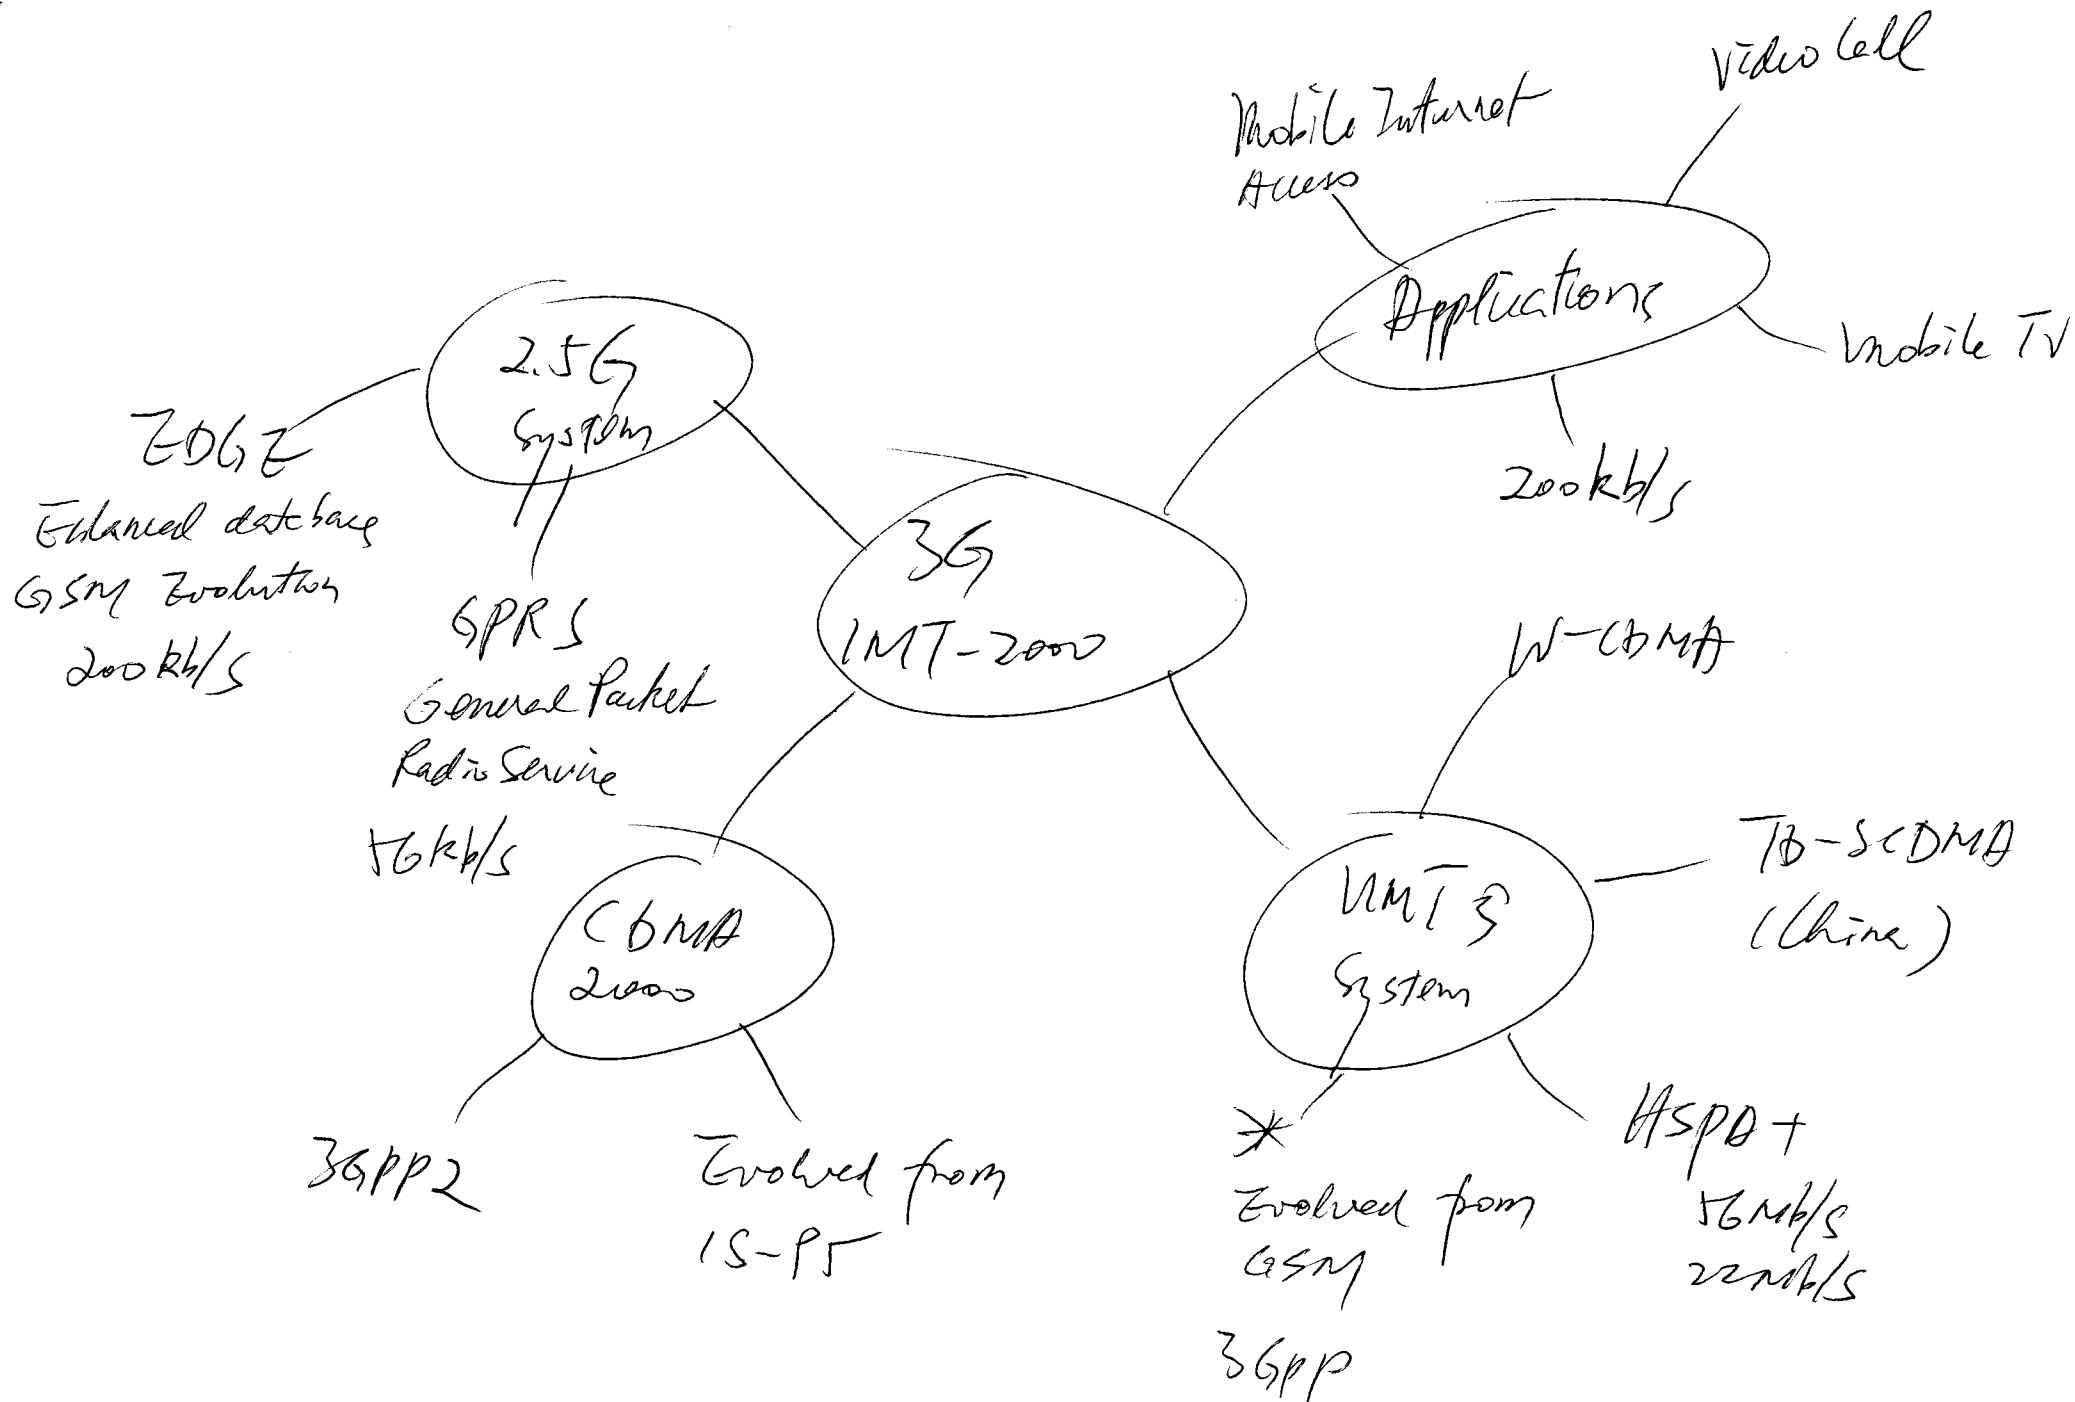 Video Call
Mobile Internet
Access
Applications
Mobile TV
200kb/s
2.5G
System
EDGE
Enhanced database
GSM Evolution
200kb/s
GPRS
General Packet
Radio Service
56kb/s
3G
IMT-2000
CDMA
2000
3GPP2
Evolved from
IS-95
W-CDMA
UMTS
System
TD-SCDMA
(China)
HSPA+
56Mb/s
22Mb/s
*
Evolved from
GSM
3GPP